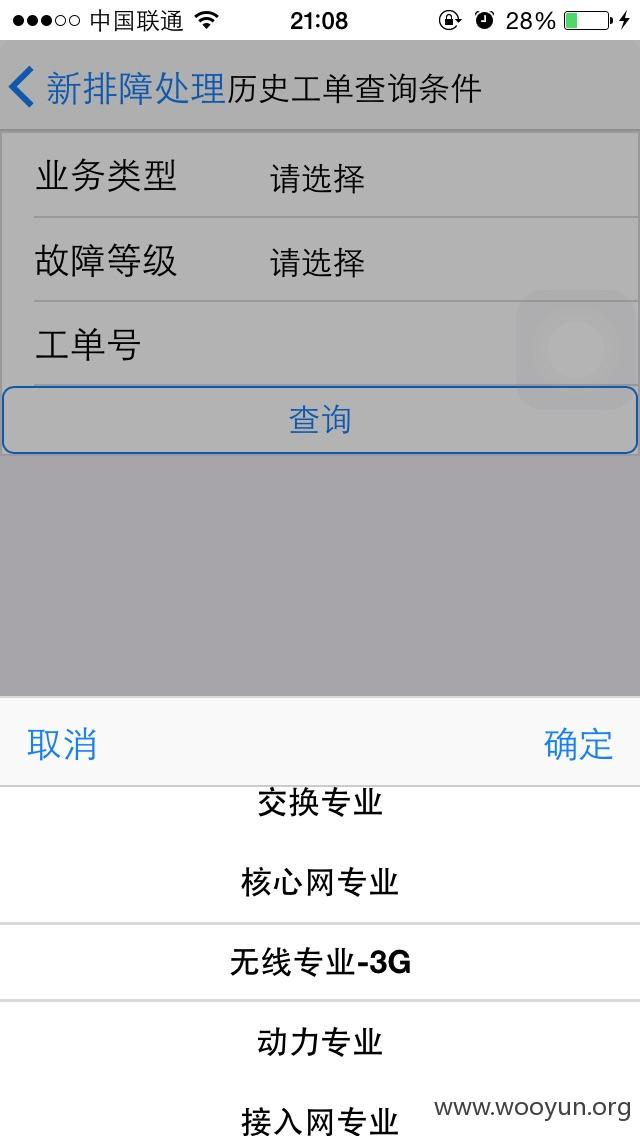 中国联通 21:08 28%
新排障处理 历史工单查询条件
业务类型 请选择
故障等级 请选择
工单号
查询
取消 确定
交换专业
核心网专业
无线专业-3G
动力专业
接入网专业
www.wooyun.org